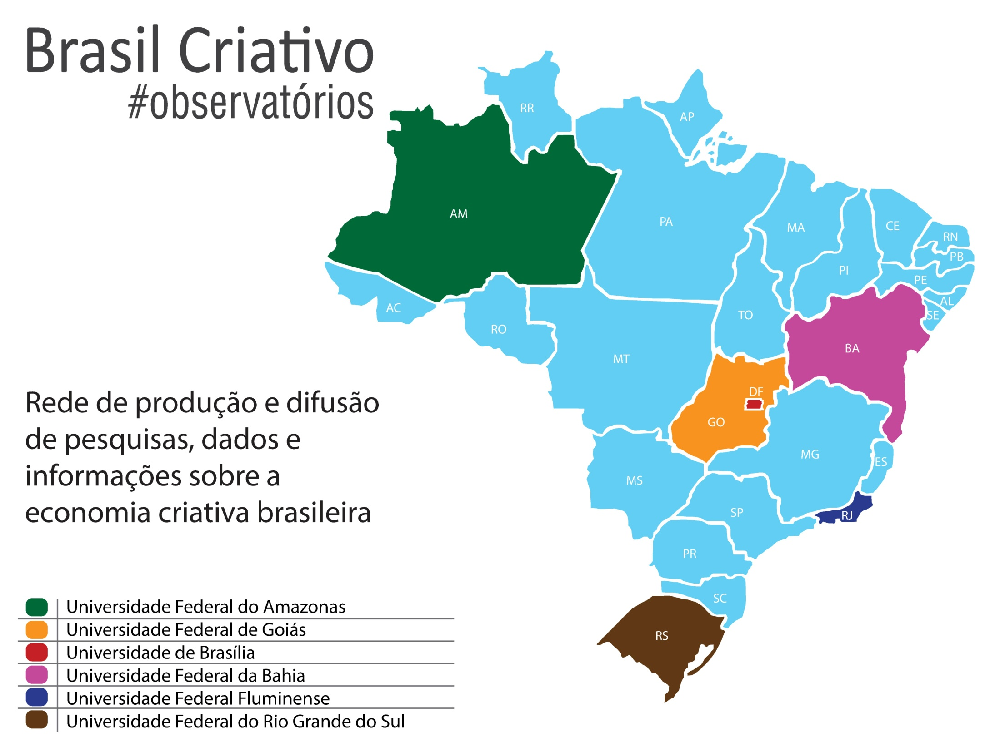 Brasil Criativo
#observatórios
RR
AP
AM
PA
MA
CE
RN
PB
PI
PE
AL
SE
AC
TO
RO
BA
MT
DF
GO
MG
ES
MS
SP
RJ
PR
SC
RS
Rede de produção e difusão
de pesquisas, dados e
informações sobre a
economia criativa brasileira
Universidade Federal do Amazonas
Universidade Federal de Goiás
Universidade de Brasília
Universidade Federal da Bahia
Universidade Federal Fluminense
Universidade Federal do Rio Grande do Sul